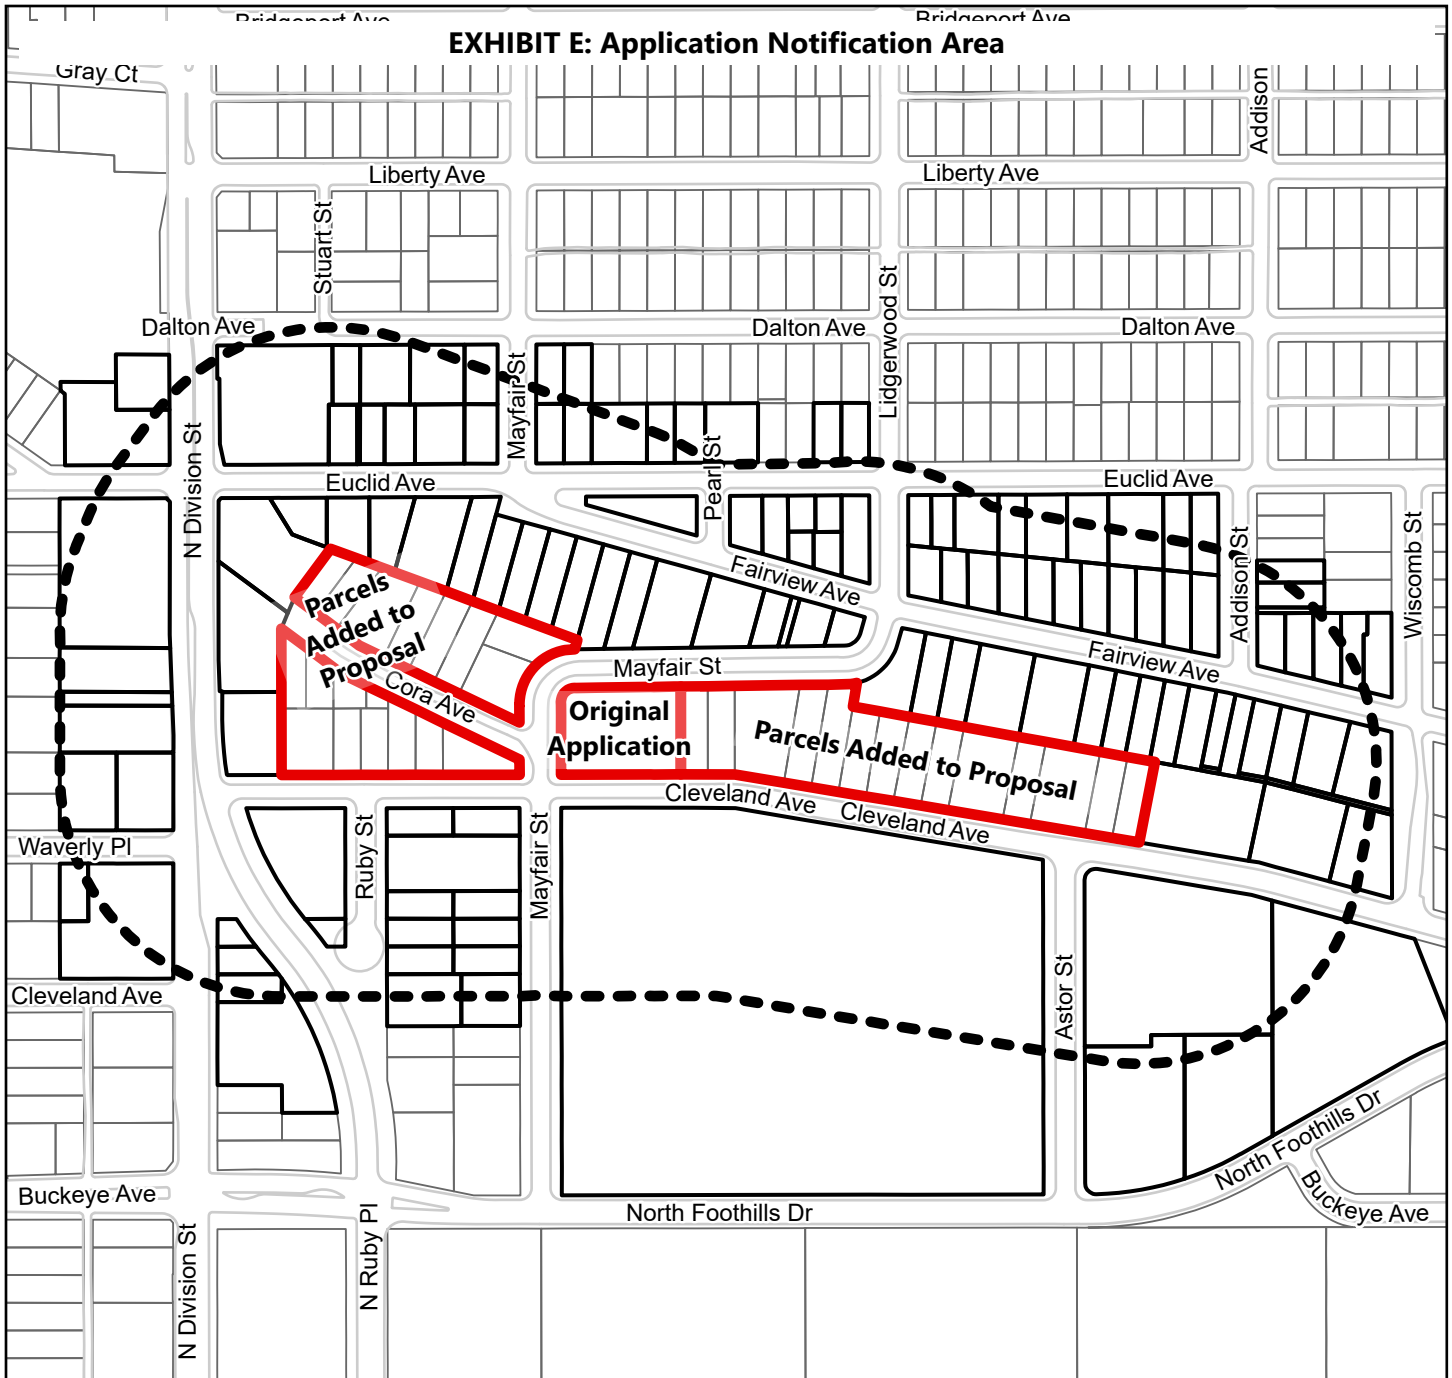 Bridgeport Ave
Bridgeport Ave
EXHIBIT E: Application Notification Area
Gray Ct
Addison
Liberty Ave
Liberty Ave
Stuart St
Lidgerwood St
Dalton Ave
Dalton Ave
Dalton Ave
Mayfair St
N Division St
Pearl St
Euclid Ave
Euclid Ave
Addison St
Wiscomb St
Fairview Ave
Parcels
Added to
Proposal
Fairview Ave
Mayfair St
Cora Ave
Original
Application
Parcels Added to Proposal
Cleveland Ave
Cleveland Ave
Ruby St
Mayfair St
Waverly Pl
Astor St
Cleveland Ave
North Foothills Dr
Buckeye Ave
Buckeye Ave
North Foothills Dr
N Division St
N Ruby Pl